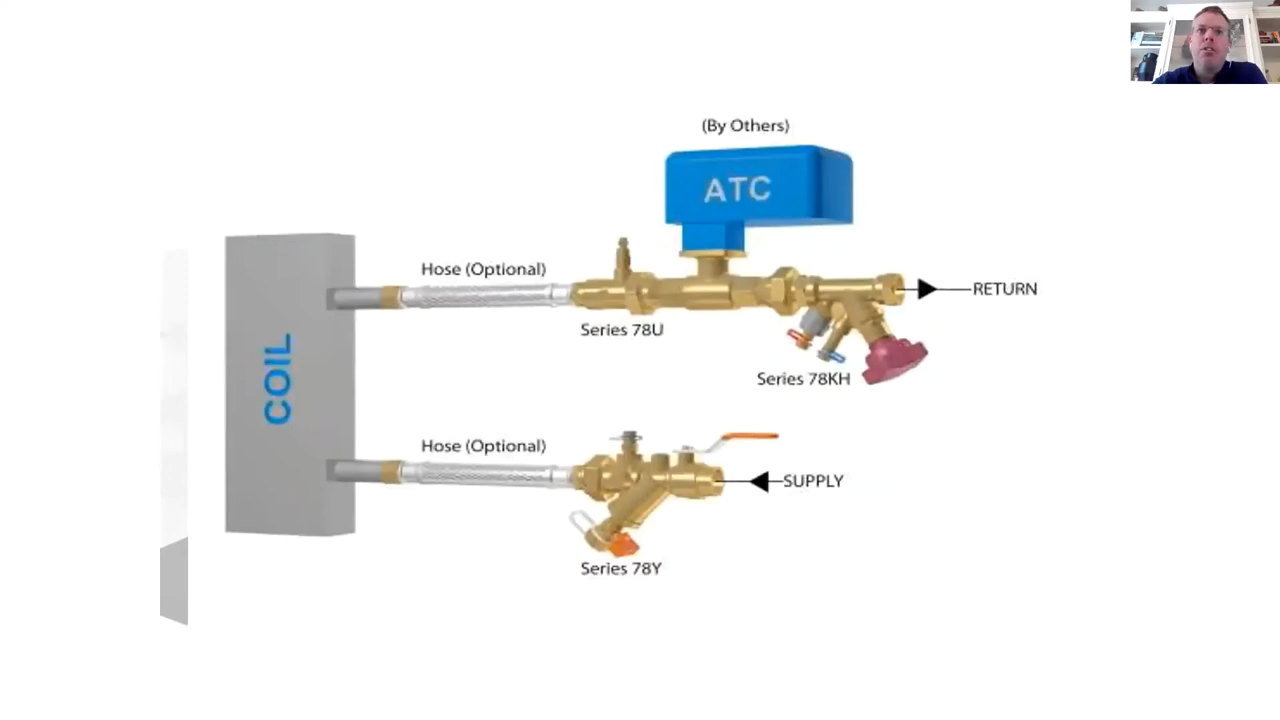 (By Others)
ATC
Hose (Optional)
RETURN
Series 78U
Series 78KH
COIL
Hose (Optional)
SUPPLY
Series 78Y